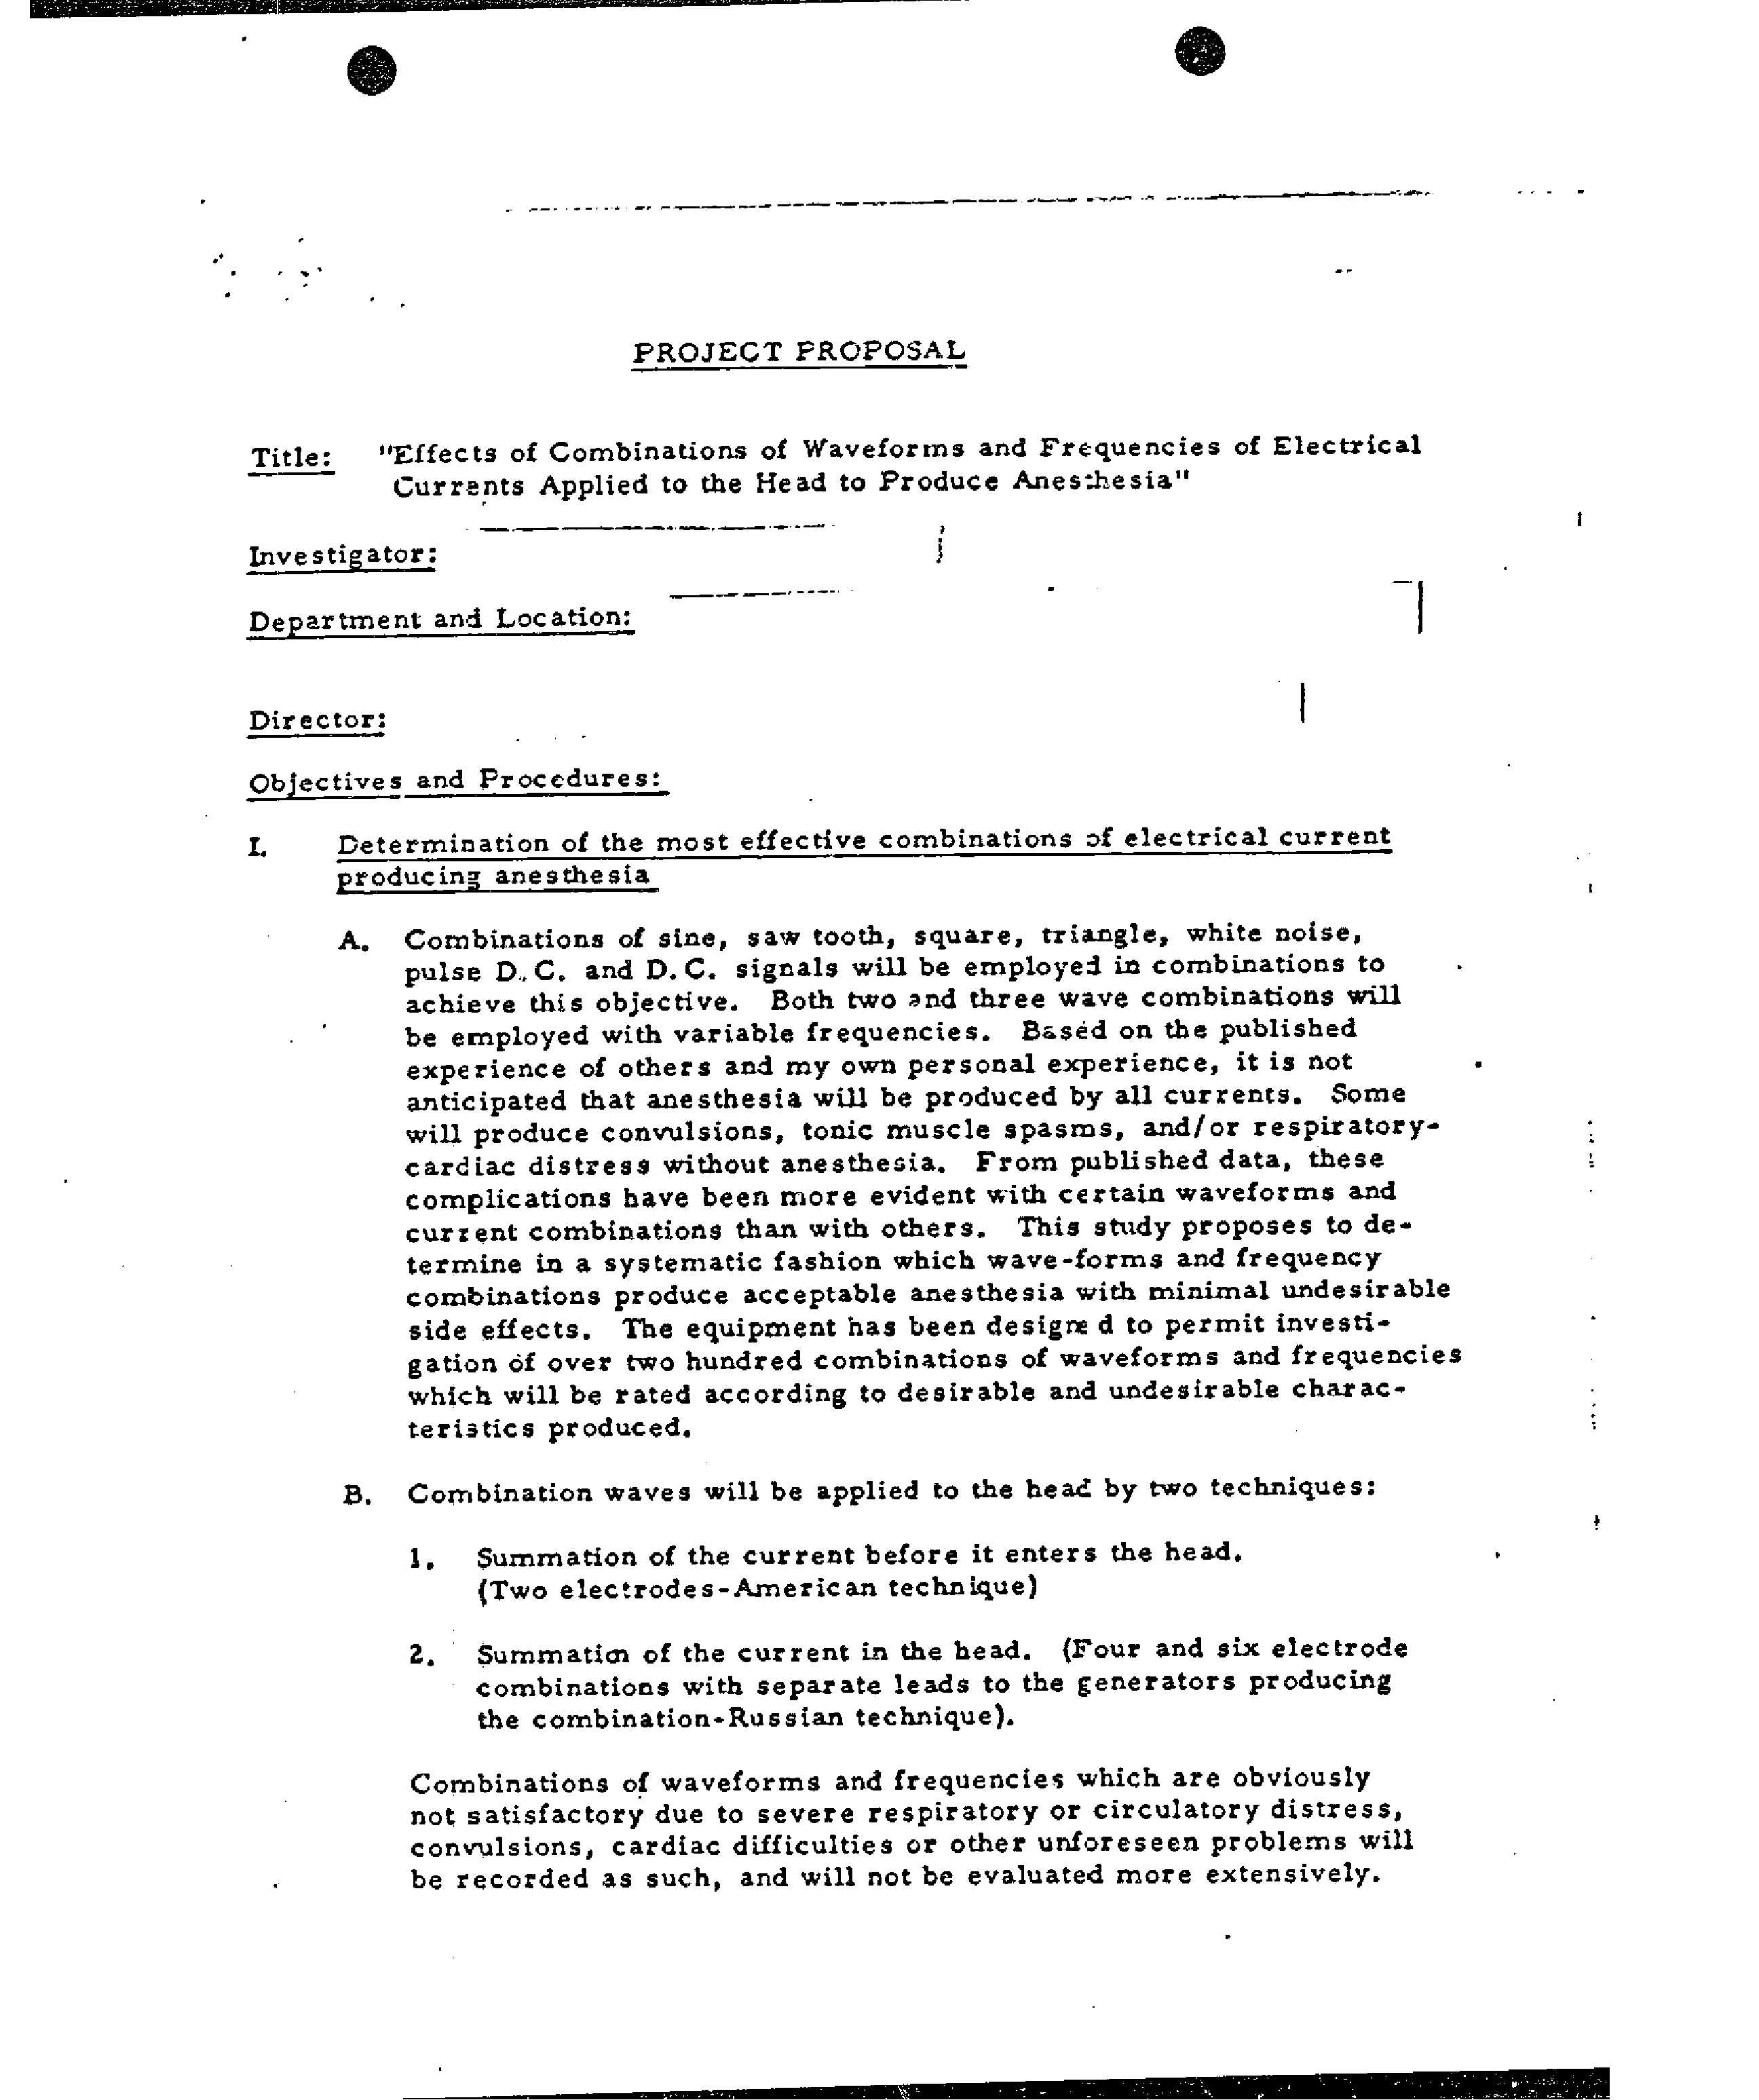 PROJECT PROPOSAL
Title: "Effects of Combinations of Waveforms and Frequencies of Electrical
Currents Applied to the Head to Produce Anesthesia"
Investigator:
Department and Location:
Director:
Objectives and Procedures:
I. Determination of the most effective combinations of electrical current
producing anesthesia
A. Combinations of sine, saw tooth, square, triangle, white noise,
pulse D.C. and D.C. signals will be employed in combinations to
achieve this objective. Both two and three wave combinations will
be employed with variable frequencies. Based on the published
experience of others and my own personal experience, it is not
anticipated that anesthesia will be produced by all currents. Some
will produce convulsions, tonic muscle spasms, and/or respiratory-
cardiac distress without anesthesia. From published data, these
complications have been more evident with certain waveforms and
current combinations than with others. This study proposes to de-
termine in a systematic fashion which wave-forms and frequency
combinations produce acceptable anesthesia with minimal undesirable
side effects. The equipment has been designed to permit investi-
gation of over two hundred combinations of waveforms and frequencies
which will be rated according to desirable and undesirable charac-
teristics produced.
B. Combination waves will be applied to the head by two techniques:
1. Summation of the current before it enters the head.
(Two electrodes-American technique)
2. Summation of the current in the head. (Four and six electrode
combinations with separate leads to the generators producing
the combination-Russian technique).
Combinations of waveforms and frequencies which are obviously
not satisfactory due to severe respiratory or circulatory distress,
convulsions, cardiac difficulties or other unforeseen problems will
be recorded as such, and will not be evaluated more extensively.